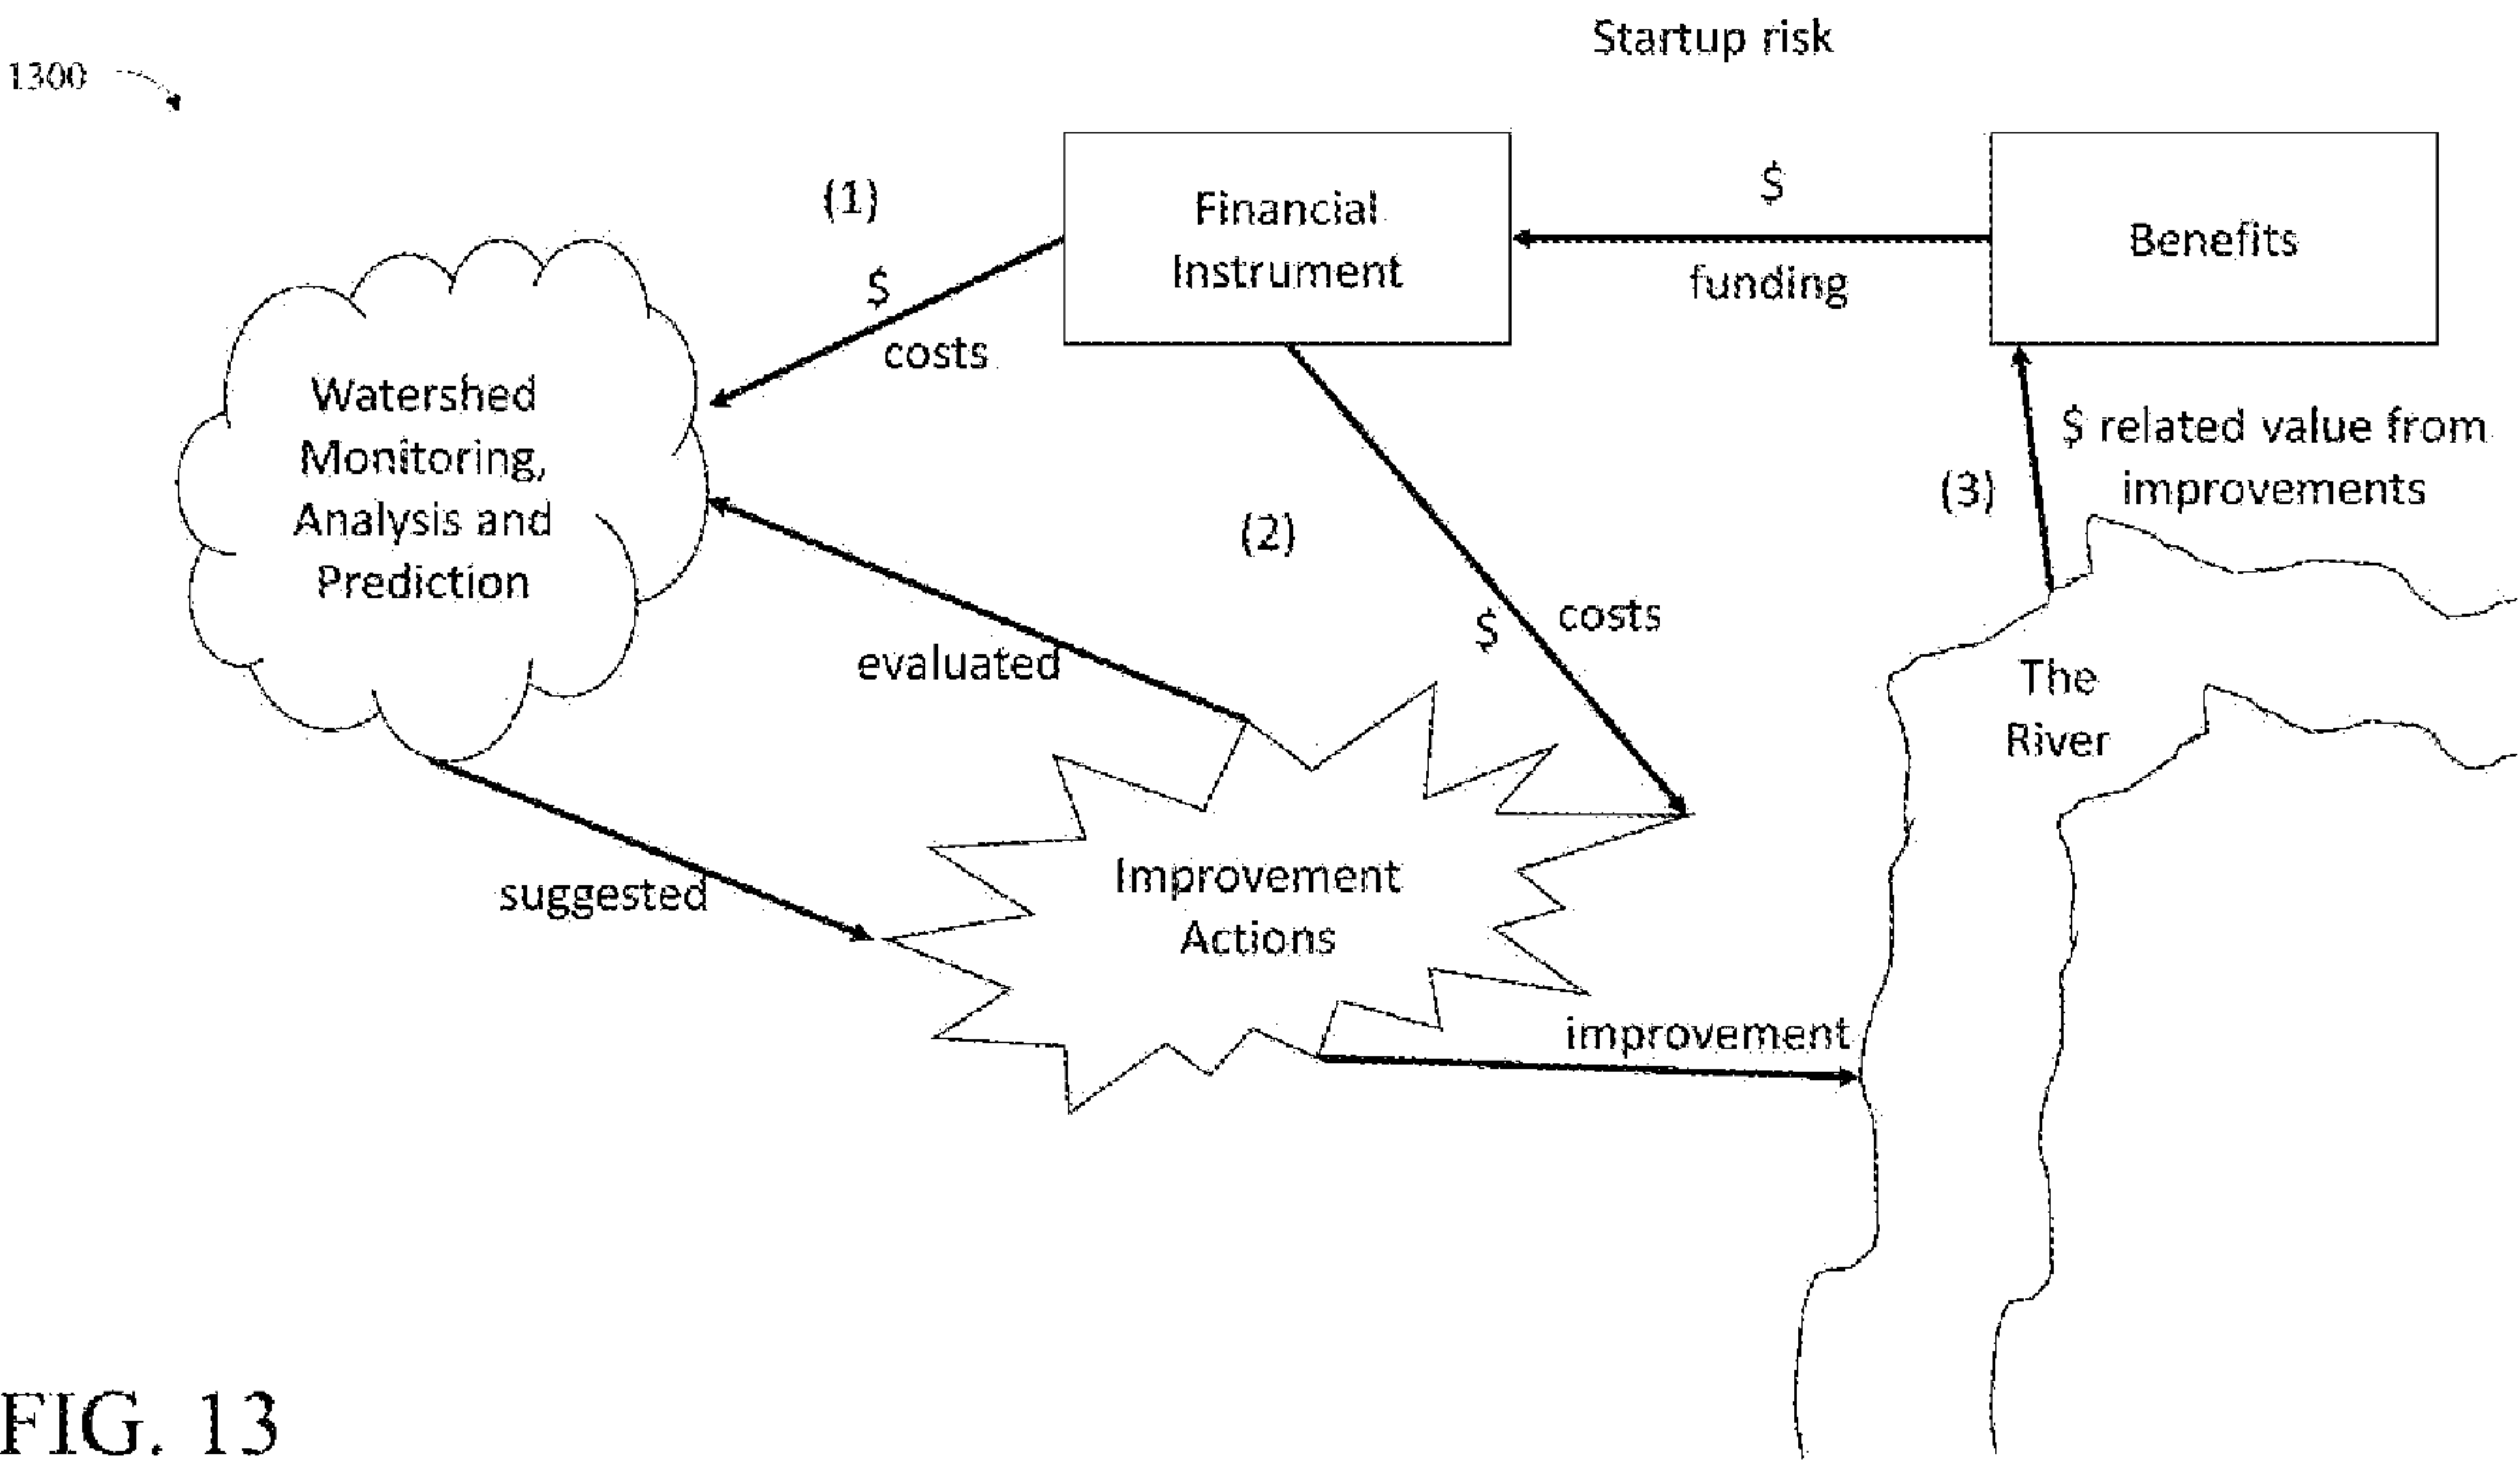 Startup risk
1300
(1)
$
costs
Financial
Instrument
$
funding
Benefits
Watershed
Monitoring,
Analysis and
Prediction
(2)
$
costs
(3)
$ related value from
improvements
evaluated
The
River
suggested
Improvement
Actions
improvement
FIG. 13